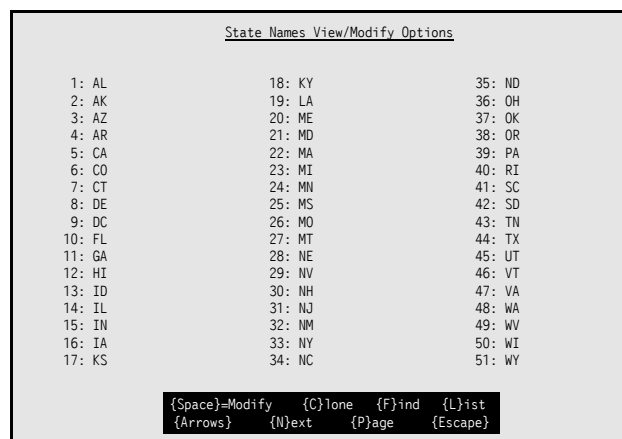 State Names View/Modify Options
1: AL 18: KY 35: ND
2: AK 19: LA 36: OH
3: AZ 20: ME 37: OK
4: AR 21: MD 38: OR
5: CA 22: MA 39: PA
6: CO 23: MI 40: RI
7: CT 24: MN 41: SC
8: DE 25: MS 42: SD
9: DC 26: MO 43: TN
10: FL 27: MT 44: TX
11: GA 28: NE 45: UT
12: HI 29: NV 46: VT
13: ID 30: NH 47: VA
14: IL 31: NJ 48: WA
15: IN 32: NM 49: WV
16: IA 33: NY 50: WI
17: KS 34: NC 51: WY
{Space}=Modify {C}lone {F}ind {L}ist
{Arrows} {N}ext {P}age {Escape}